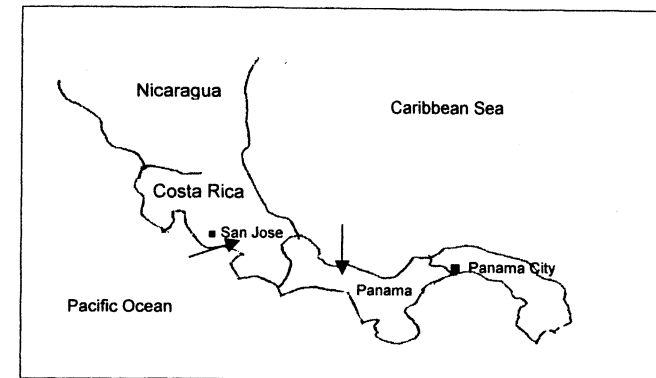 Nicaragua
Caribbean Sea
Costa Rica
San Jose
Panama City
Panama
Pacific Ocean